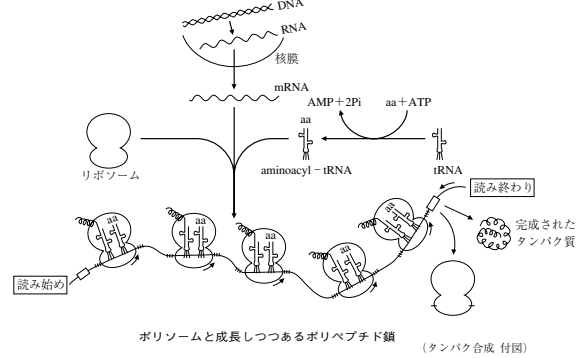 DNA
RNA
核膜
mRNA
AMP+2Pi
aa+ATP
aa
リボソーム
aminoacyl-tRNA
tRNA
読み終わり
完成された
タンパク質
aa
aa
aa
aa
aa
読み始め
ポリソームと成長しつつあるポリペプチド鎖
(タンパク合成 付図)